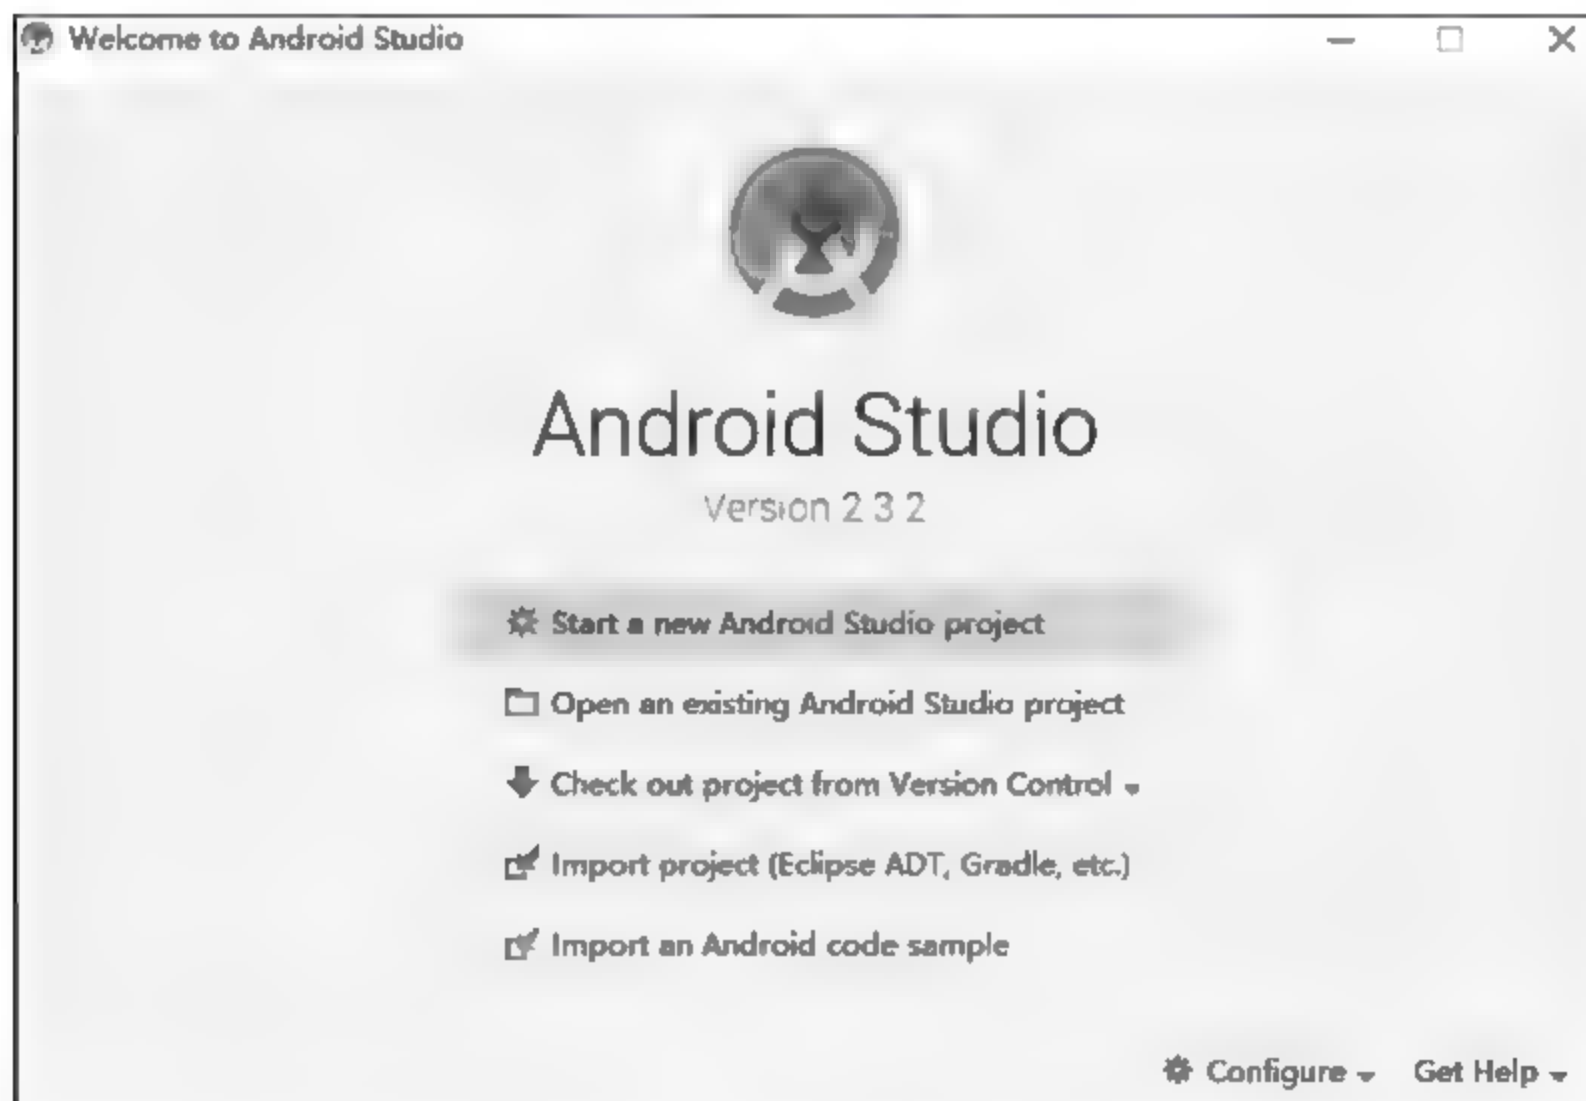 Welcome to Android Studio
Android Studio
Version 2 3 2
Start a new Android Studio project
Open an existing Android Studio project
Check out project from Version Control
Import project (Eclipse ADT, Gradle, etc.)
Import an Android code sample
Configure Get Help